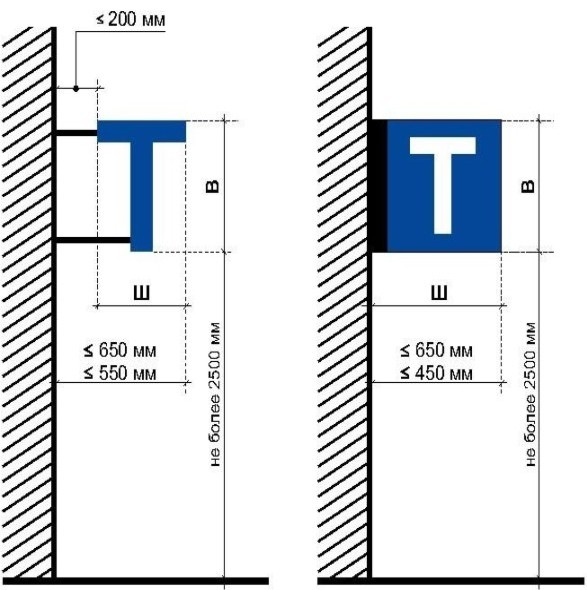 ≤ 200 мм
Т
В
Ш
≤ 650 мм
≤ 550 мм
не более 2500 мм
Т
В
Ш
≤ 650 мм
≤ 450 мм
не более 2500 мм